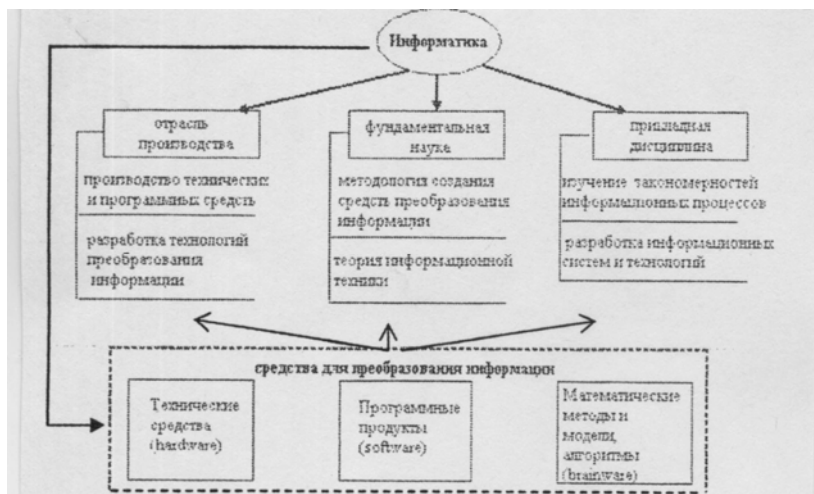 Информатика
отрасль
производства
производство технических
и программных средств
разработка технологий
преобразования
информации
фундаментальная
наука
методология создания
средств преобразования
информации
теория информационной
техники
прикладная
дисциплина
изучение закономерностей
информационных процессов
разработка информационных
систем и технологий
средства для преобразования информации
Технические
средства
(hardware)
Программные
продукты
(software)
Математические
методы и
модели,
алгоритмы
(brainware)